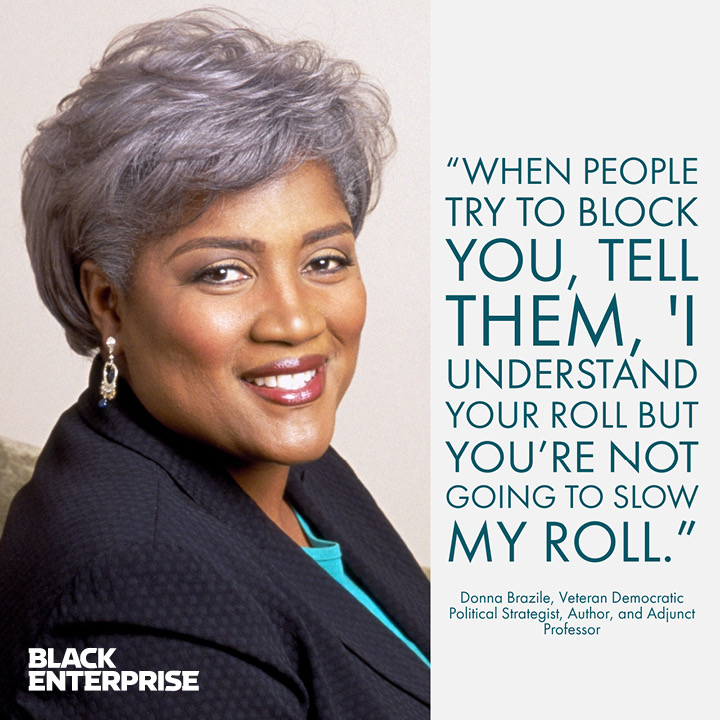 “WHEN PEOPLE
TRY TO BLOCK
YOU, TELL
THEM, 'I
UNDERSTAND
YOUR ROLL BUT
YOU’RE NOT
GOING TO SLOW
MY ROLL.”
Donna Brazile, Veteran Democratic
Political Strategist, Author, and Adjunct
Professor
BLACK
ENTERPRISE